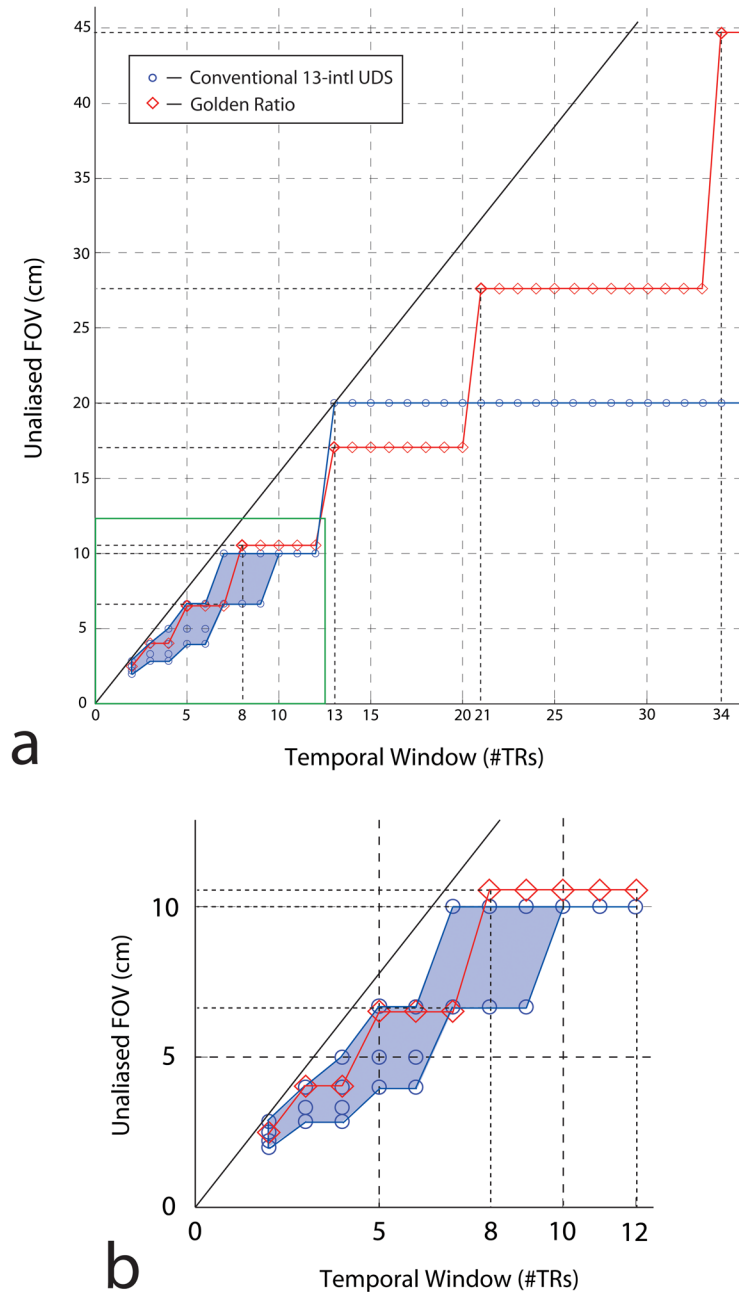 45
40
35
30
25
20
15
10
5
0
Unaliased FOV (cm)
○ — Conventional 13-intl UDS
◇ — Golden Ratio
0 5 8 10 13 15 20 21 25 30 34
Temporal Window (#TRs)
a
10
5
0
Unaliased FOV (cm)
0 5 8 10 12
Temporal Window (#TRs)
b